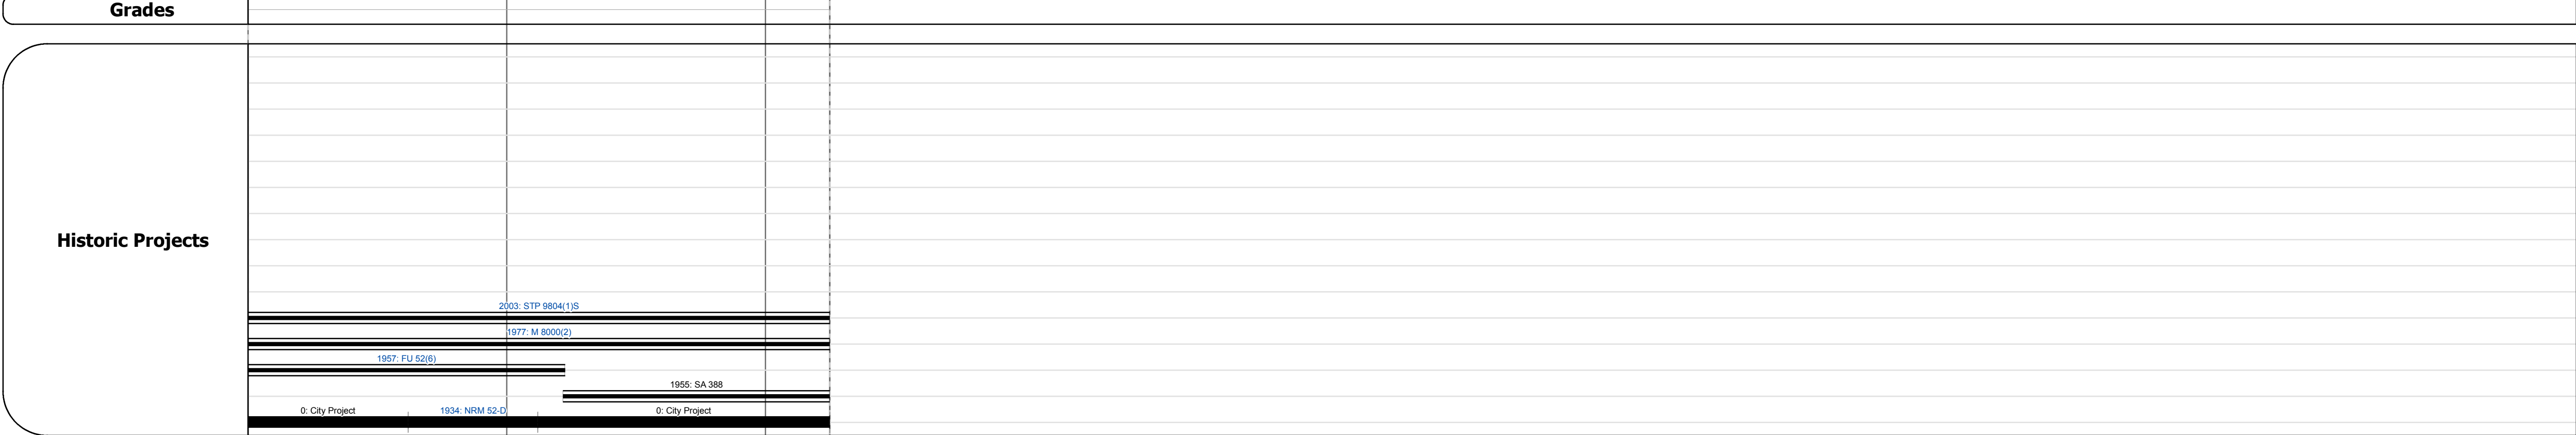 Grades
Historic Projects
2003: STP 9804(1)S
1977: M 8000(2)
1957: FU 52(6)
1955: SA 388
0: City Project 1934: NRM 52-D 0: City Project